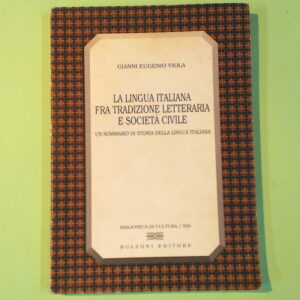 GIANNI EUGENIO VIOLA
LA LINGUA ITALIANA
FRA TRADIZIONE LETTERARIA
E SOCIETÀ CIVILE
UN SOMMARIO DI STORIA DELLA LINGUA ITALIANA
BIBLIOTECA DI CULTURA /
BULZONI EDITORE